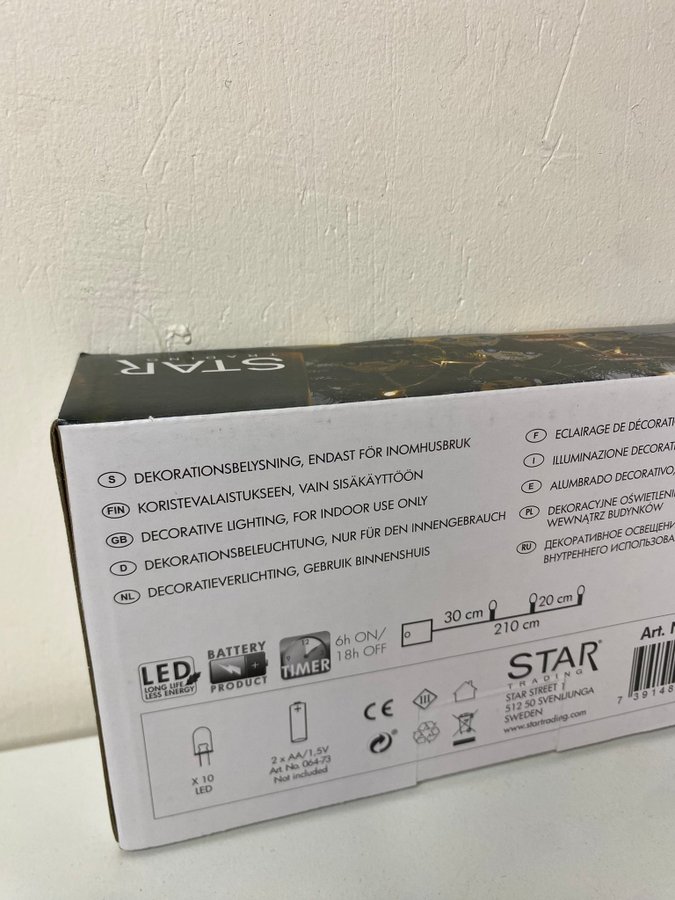 STAR
TRADING
S DEKORATIONSBELYSNING, ENDAST FÖR INOMHUSBRUK
FIN KORISTEVALAISTUKSEEN, VAIN SISÄKÄYTTÖÖN
GB DECORATIVE LIGHTING, FOR INDOOR USE ONLY
D DEKORATIONSBELEUCHTUNG, NUR FÜR DEN INNENGEBRAUCH
NL DECORATIEVERLICHTING, GEBRUIK BINNENSHUIS
F ECLAIRAGE DE DÉCORATI
I ILLUMINAZIONE DECORAT
E ALUMBRADO DECORATIVO,
PL DEKORACYJNE OŚWIETLENI
WEWNĄTRZ BUDYNKÓW
RU ДЕКОРАТИВНОЕ ОСВЕЩЕНИ
ВНУТРЕННЕГО ИСПОЛЬЗОВА
LED
LONG LIFE
LESS ENERGY
BATTERY
PRODUCT
12
9
TIMER
6h ON/
18h OFF
30 cm
20 cm
210 cm
STAR
TRADING
STAR STREET 1
512 50 SVENLJUNGA
SWEDEN
www.startrading.com
Art. N
7 39148
X 10
LED
2 x AA/1,5V
Art. No. 064-73
Not included
CE
III